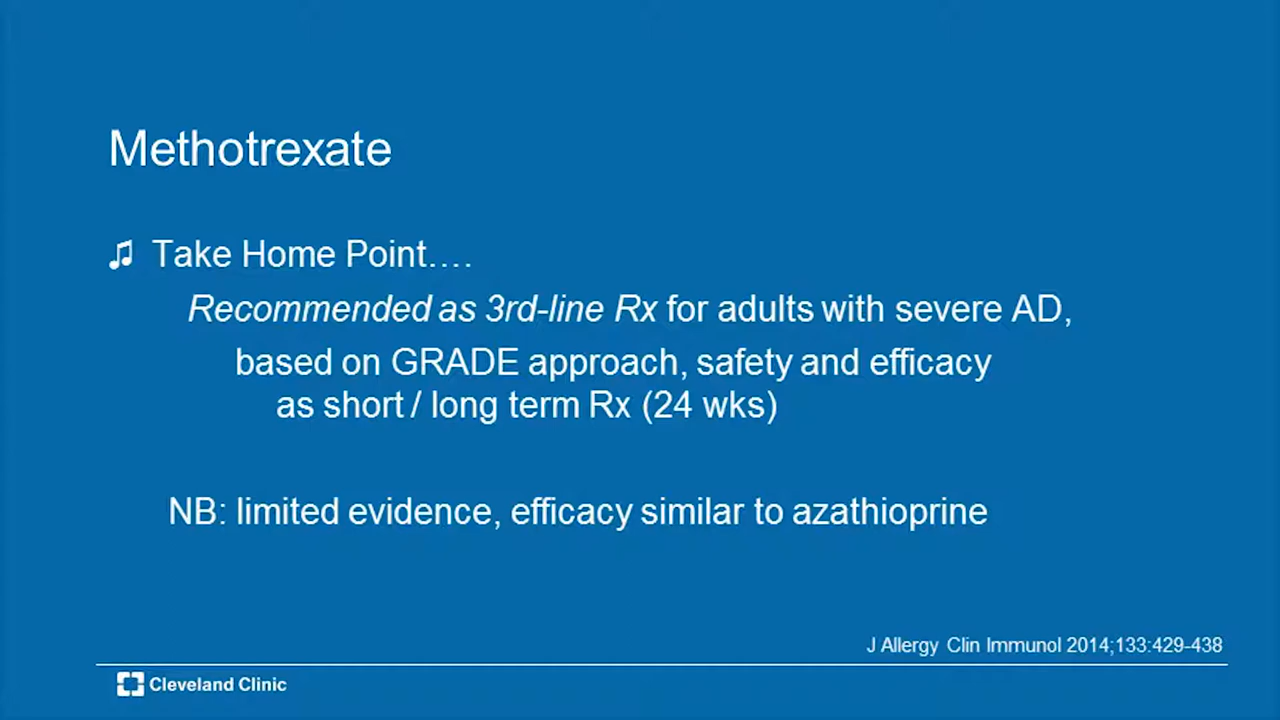 Methotrexate
♫ Take Home Point….
Recommended as 3rd-line Rx for adults with severe AD,
based on GRADE approach, safety and efficacy
as short / long term Rx (24 wks)
NB: limited evidence, efficacy similar to azathioprine
J Allergy Clin Immunol 2014;133:429-438
Cleveland Clinic